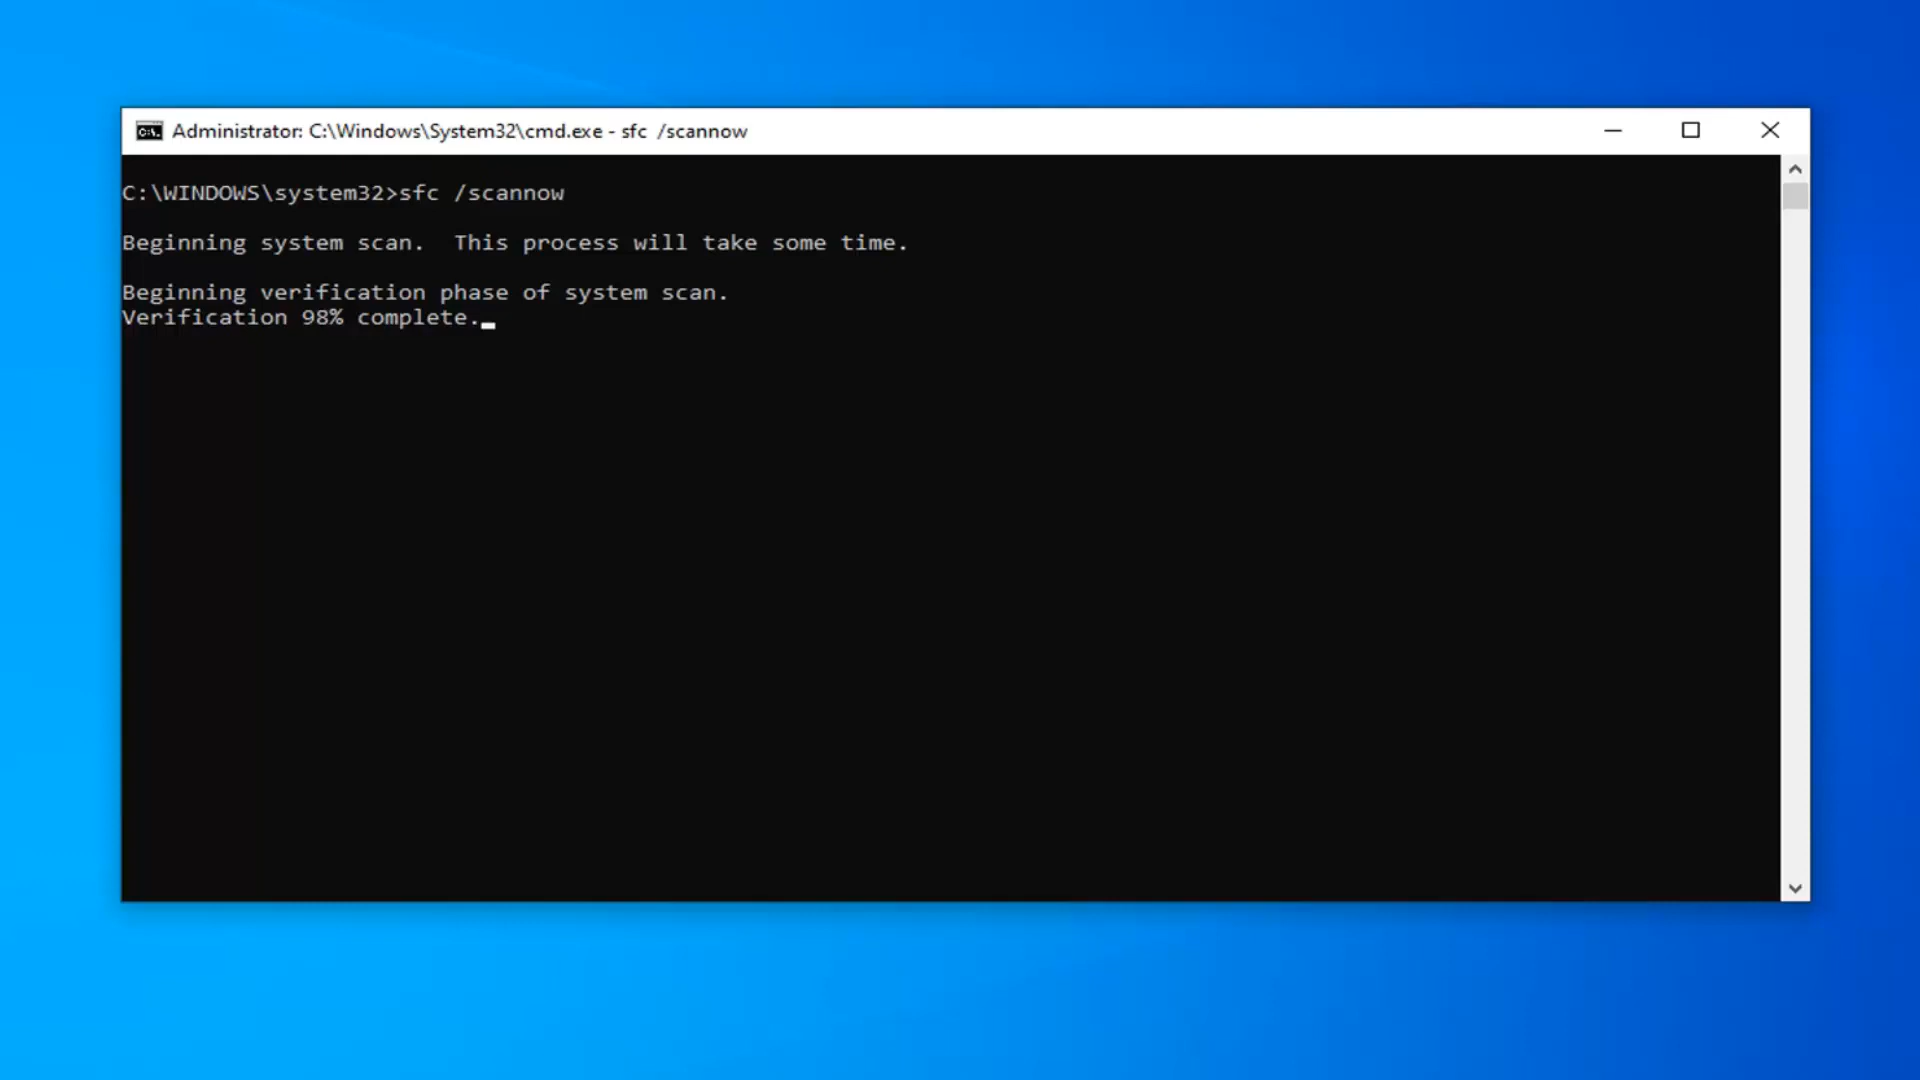 Administrator: C:\Windows\System32\cmd.exe - sfc  /scannow
C:\WINDOWS\system32>sfc /scannow
Beginning system scan.  This process will take some time.
Beginning verification phase of system scan.
Verification 98% complete.